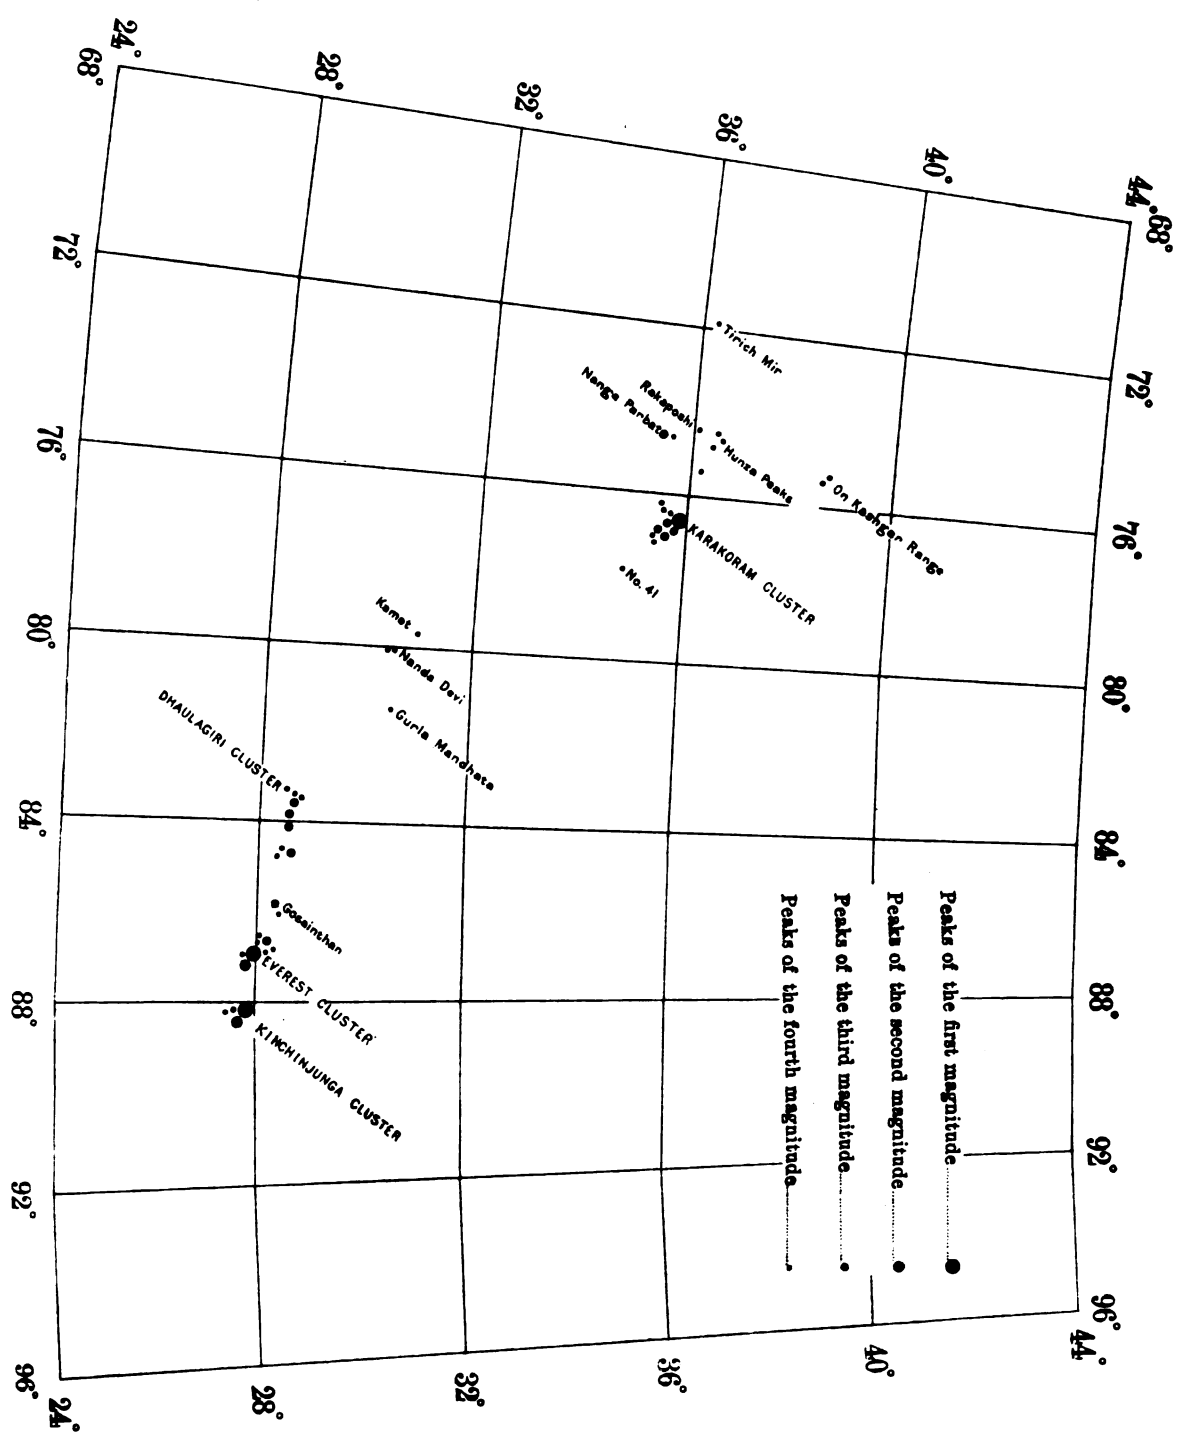 44° 68°
72°
76°
80°
84°
88°
92°
96°
44°
40°
40°
36°
36°
32°
32°
28°
28°
24°
68°
72°
76°
80°
84°
88°
92°
96°
24°
Tirich Mir
Rakaposhi
Nanga Parbat
Hunza Peaks
On Kashgar Range
KARAKORAM CLUSTER
No. 41
Kamet
Nanda Devi
Gurla Mandhata
DHAULAGIRI CLUSTER
Gosainthan
EVEREST CLUSTER
KINCHINJUNGA CLUSTER
Peaks of the first magnitude
Peaks of the second magnitude
Peaks of the third magnitude
Peaks of the fourth magnitude